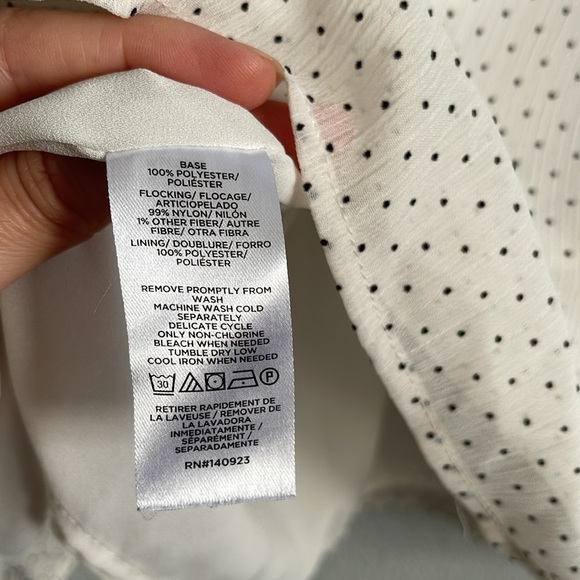 BASE
100% POLYESTER/
POLIÉSTER
FLOCKING/ FLOCAGE/
ARTICIOPELADO
99% NYLON/ NILÓN
1% OTHER FIBER/ AUTRE
FIBRE/ OTRA FIBRA
LINING/ DOUBLURE/ FORRO
100% POLYESTER/
POLIÉSTER
REMOVE PROMPTLY FROM
WASH
MACHINE WASH COLD
SEPARATELY
DELICATE CYCLE
ONLY NON-CHLORINE
BLEACH WHEN NEEDED
TUMBLE DRY LOW
COOL IRON WHEN NEEDED
30 P
RETIRER RAPIDEMENT DE
LA LAVEUSE / REMOVER DE
LA LAVADORA
INMEDIATAMENTE /
SÉPARÉMENT /
SEPARADAMENTE
RN#140923